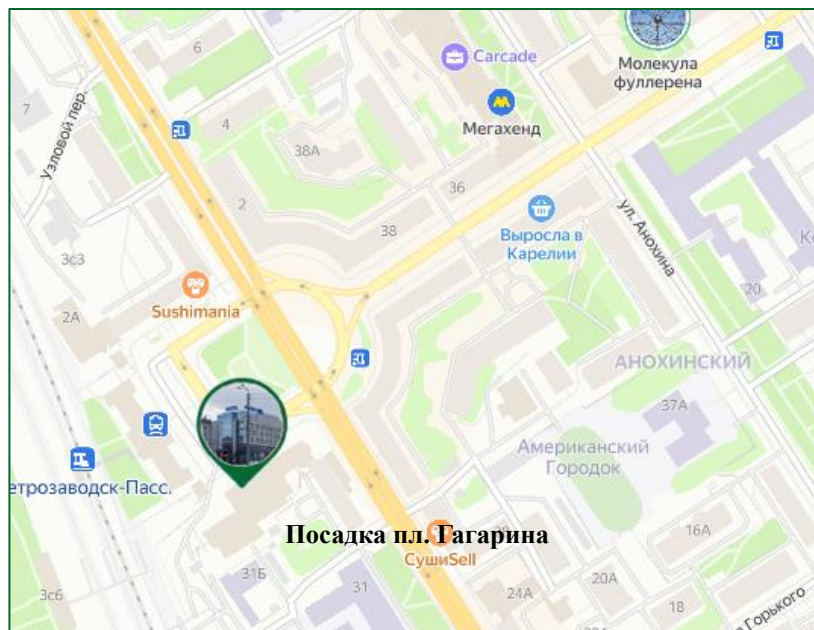 6
Carcade
Молекула
фуллерена
7
Узловой пер.
4
Мегахенд
38А
36
2
ул. Анохина
38
Выросла в
Карелии
3с3
20
Sushimania
2А
АНОХИНСКИЙ
37А
Американский
Городок
етрозаводск-Пасс.
Посадка пл. Гагарина
16А
СушиSell
31Б
20А
31
3с6
24А
18
Горького